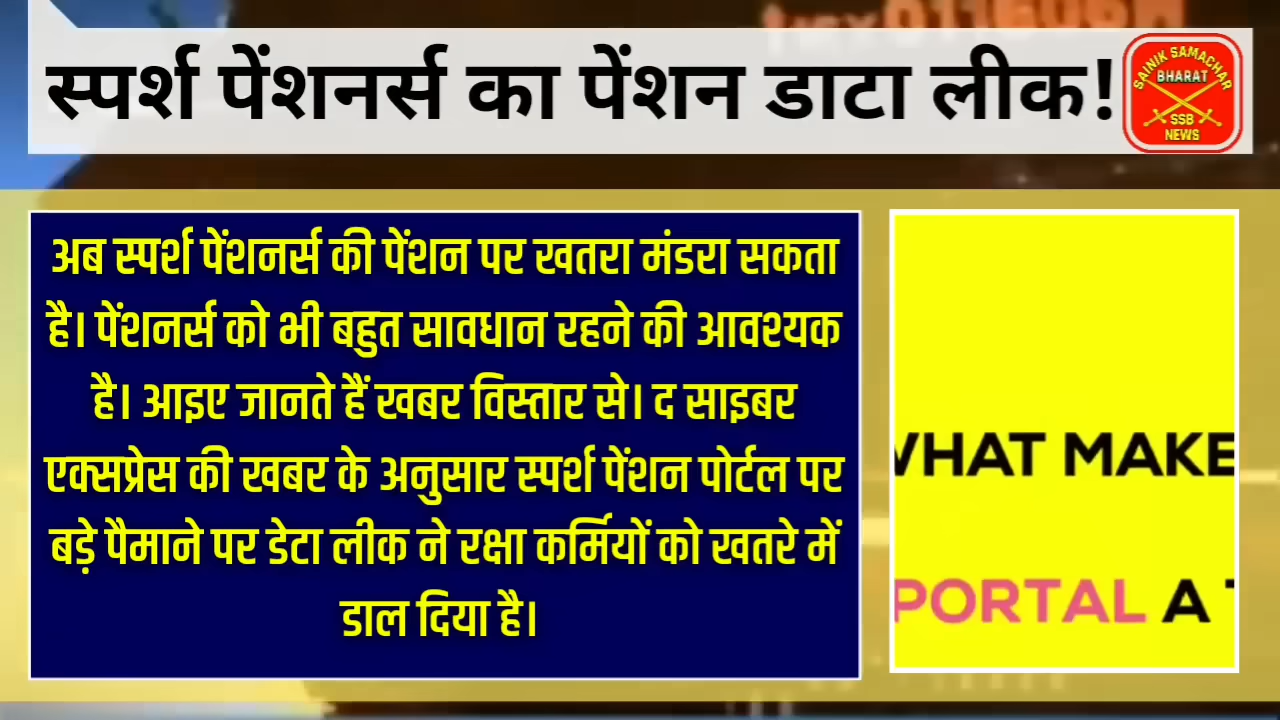 स्पर्श पेंशनर्स का पेंशन डाटा लीक!
SAINIK SAMACHAR
BHARAT
SSB
NEWS
अब स्पर्श पेंशनर्स की पेंशन पर खतरा मंडरा सकता
है। पेंशनर्स को भी बहुत सावधान रहने की आवश्यक
है। आइए जानते हैं खबर विस्तार से। द साइबर
एक्सप्रेस की खबर के अनुसार स्पर्श पेंशन पोर्टल पर
बड़े पैमाने पर डेटा लीक ने रक्षा कर्मियों को खतरे में
डाल दिया है।
WHAT MAKE
PORTAL A